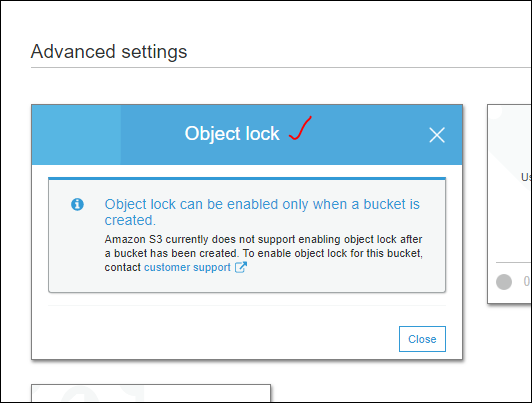 Advanced settings
Object lock
Object lock can be enabled only when a bucket is
created.
Amazon S3 currently does not support enabling object lock after
a bucket has been created. To enable object lock for this bucket,
contact customer support
Us
0
Close